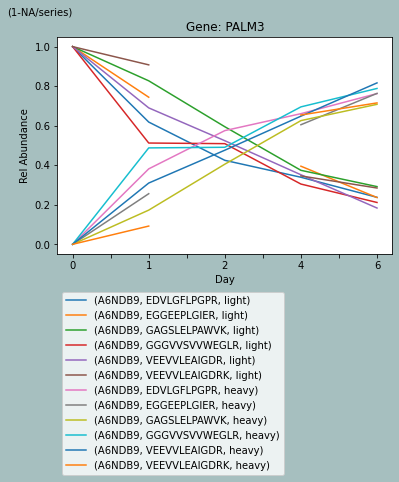 (1-NA/series)
Gene: PALM3
1.0
0.8
0.6
0.4
0.2
0.0
Rel Abundance
0 1 2 4 6
Day
(A6NDB9, EDVLGFLPGPR, light)
(A6NDB9, EGGEEPLGIER, light)
(A6NDB9, GAGSLELPAWVK, light)
(A6NDB9, GGGVVSVVWEGLR, light)
(A6NDB9, VEEVVLEAIGDR, light)
(A6NDB9, VEEVVLEAIGDRK, light)
(A6NDB9, EDVLGFLPGPR, heavy)
(A6NDB9, EGGEEPLGIER, heavy)
(A6NDB9, GAGSLELPAWVK, heavy)
(A6NDB9, GGGVVSVVWEGLR, heavy)
(A6NDB9, VEEVVLEAIGDR, heavy)
(A6NDB9, VEEVVLEAIGDRK, heavy)